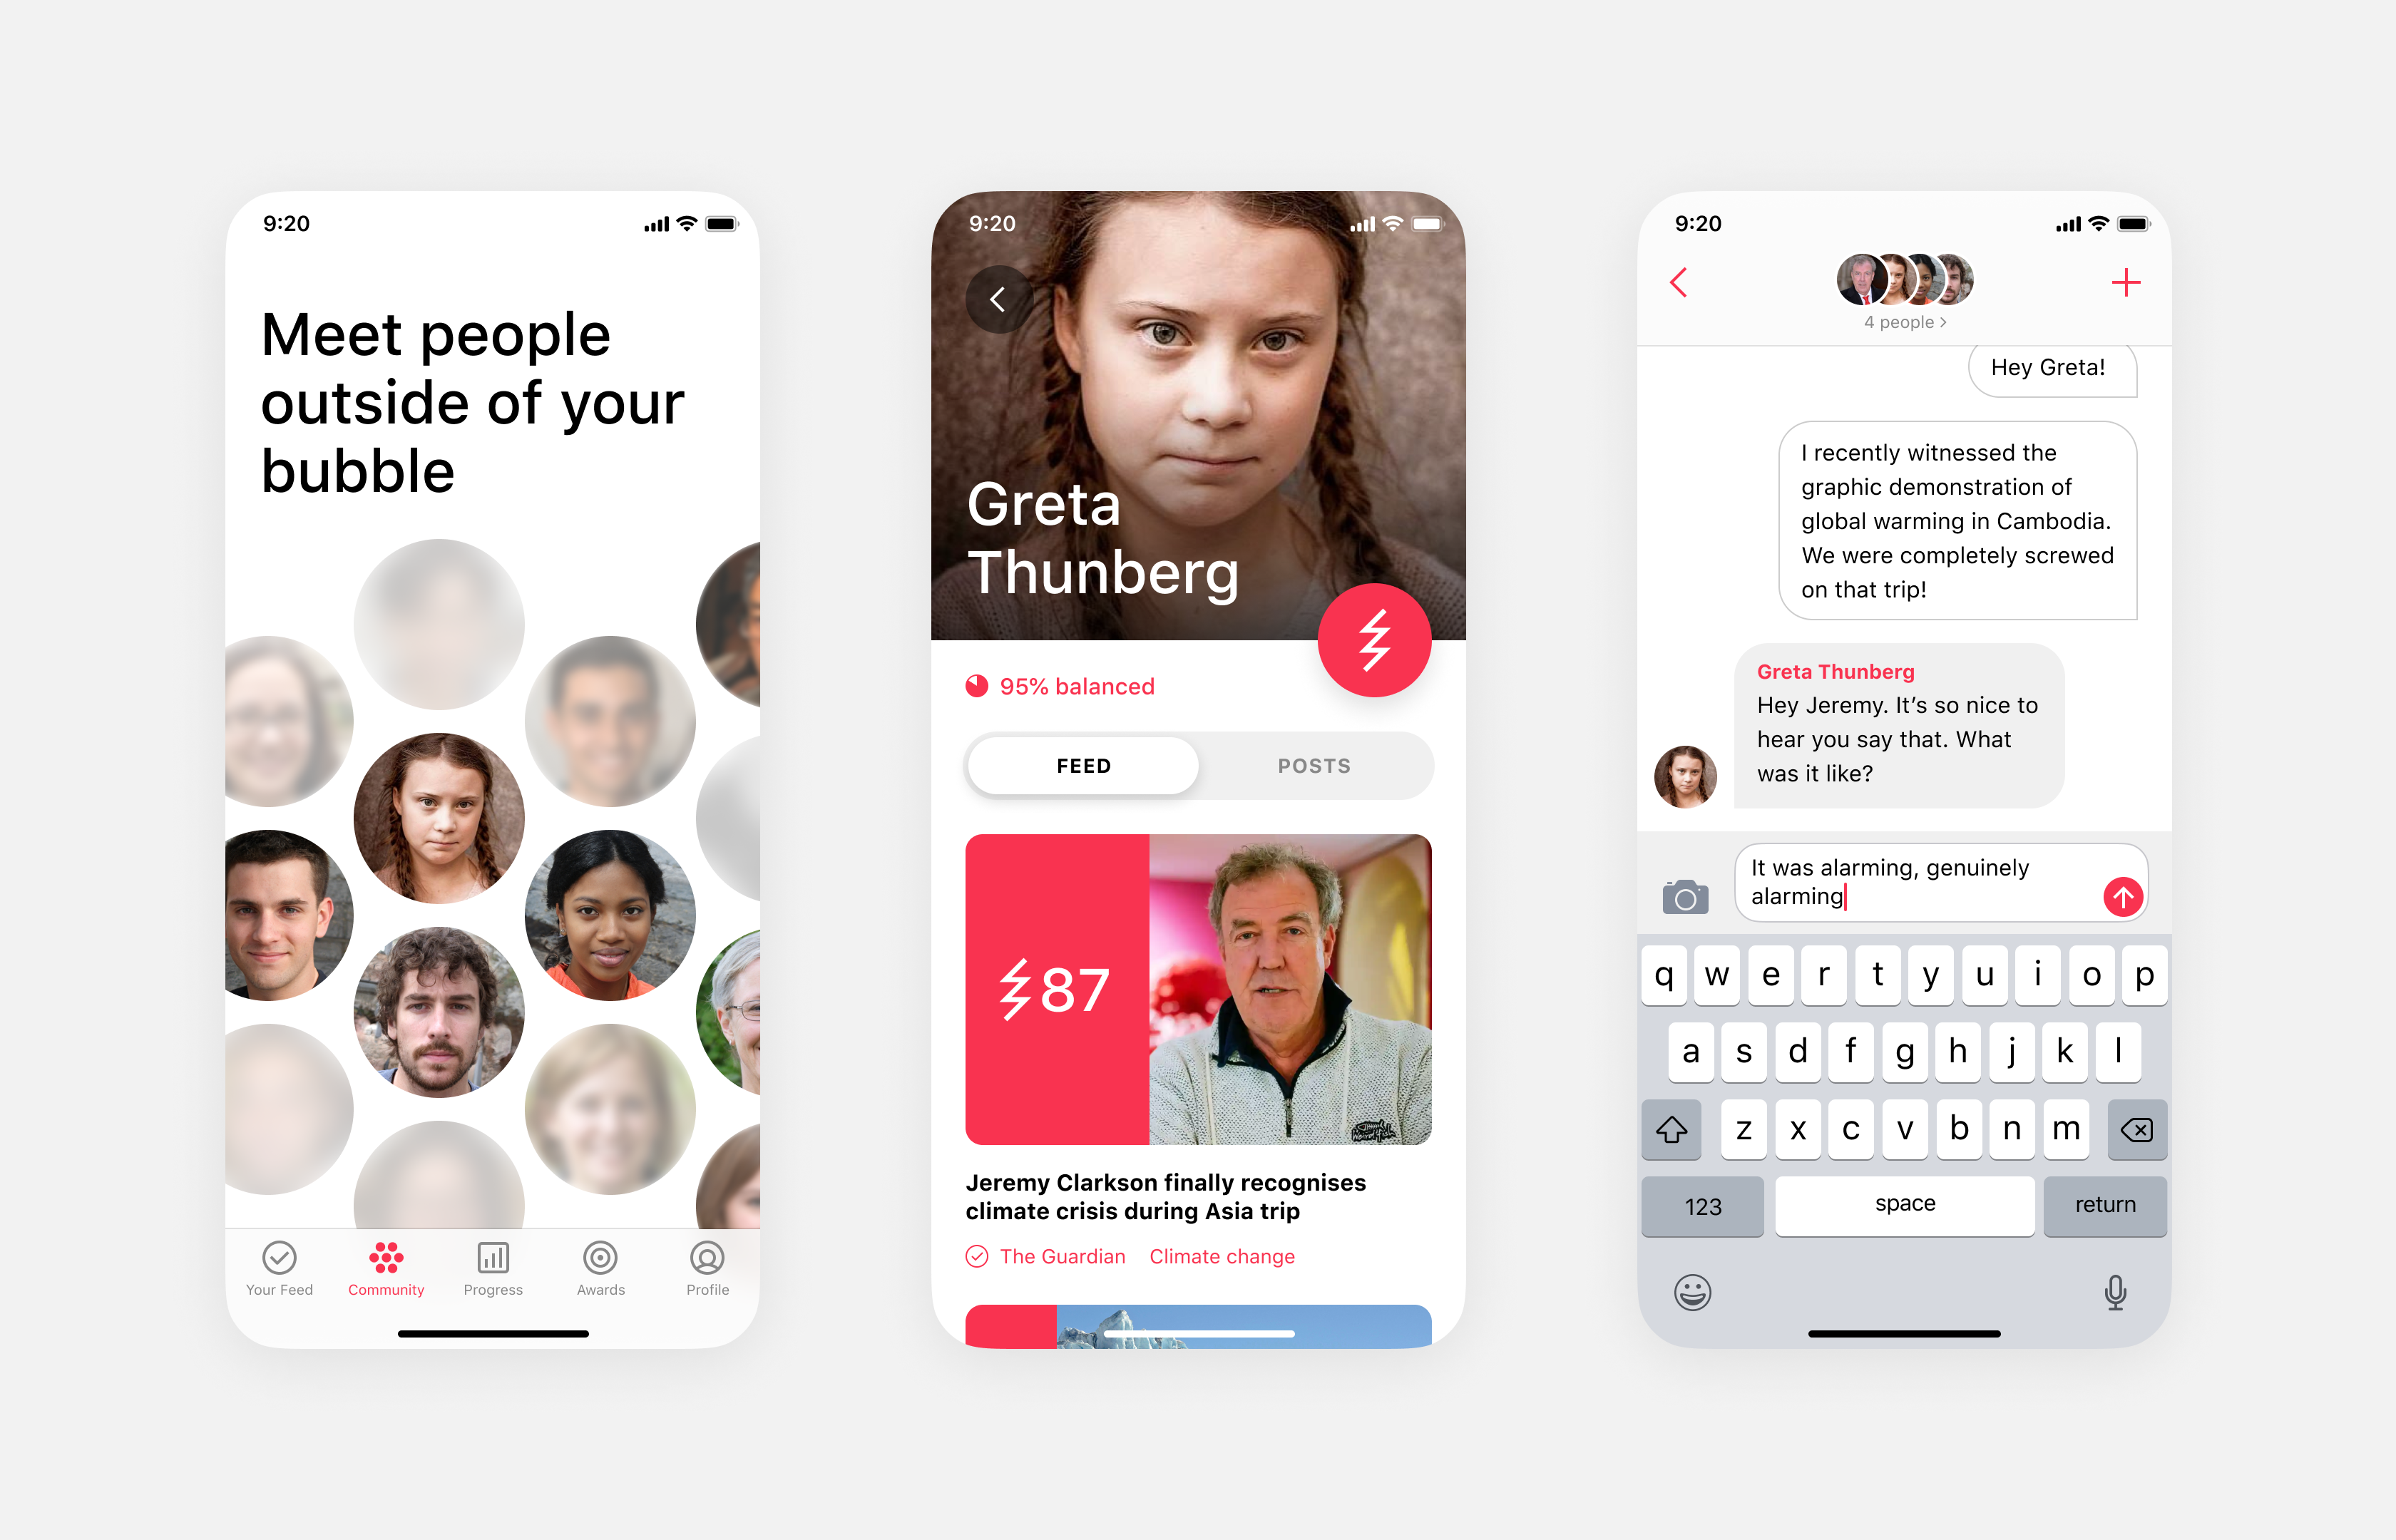 9:20
Meet people
outside of your
bubble
Your Feed
Community
Progress
Awards
Profile
9:20
Greta
Thunberg
95% balanced
FEED
POSTS
87
Jeremy Clarkson finally recognises
climate crisis during Asia trip
The Guardian
Climate change
9:20
4 people
Hey Greta!
I recently witnessed the
graphic demonstration of
global warming in Cambodia.
We were completely screwed
on that trip!
Greta Thunberg
Hey Jeremy. It’s so nice to
hear you say that. What
was it like?
It was alarming, genuinely
alarming
q w e r t y u i o p
a s d f g h j k l
z x c v b n m
123
space
return